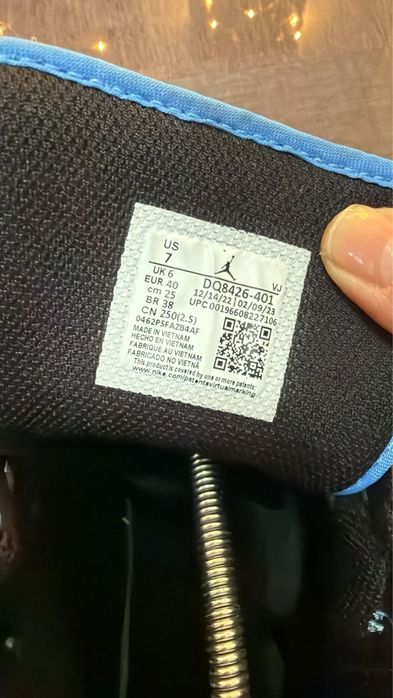 US
7
UK 6
EUR 40
cm 25
BR 38
CN 250(2.5)
VJ
DQ8426-401
12/14/22 | 02/09/23
UPC 00196608227106
0462P5FAZB4AF
MADE IN VIETNAM
HECHO EN VIETNAM
FABRIQUE AU VIETNAM
FABRICADO NO VIETNÃ
This product is covered by one or more patents:
www.nike.com/patentsvirtualmarking